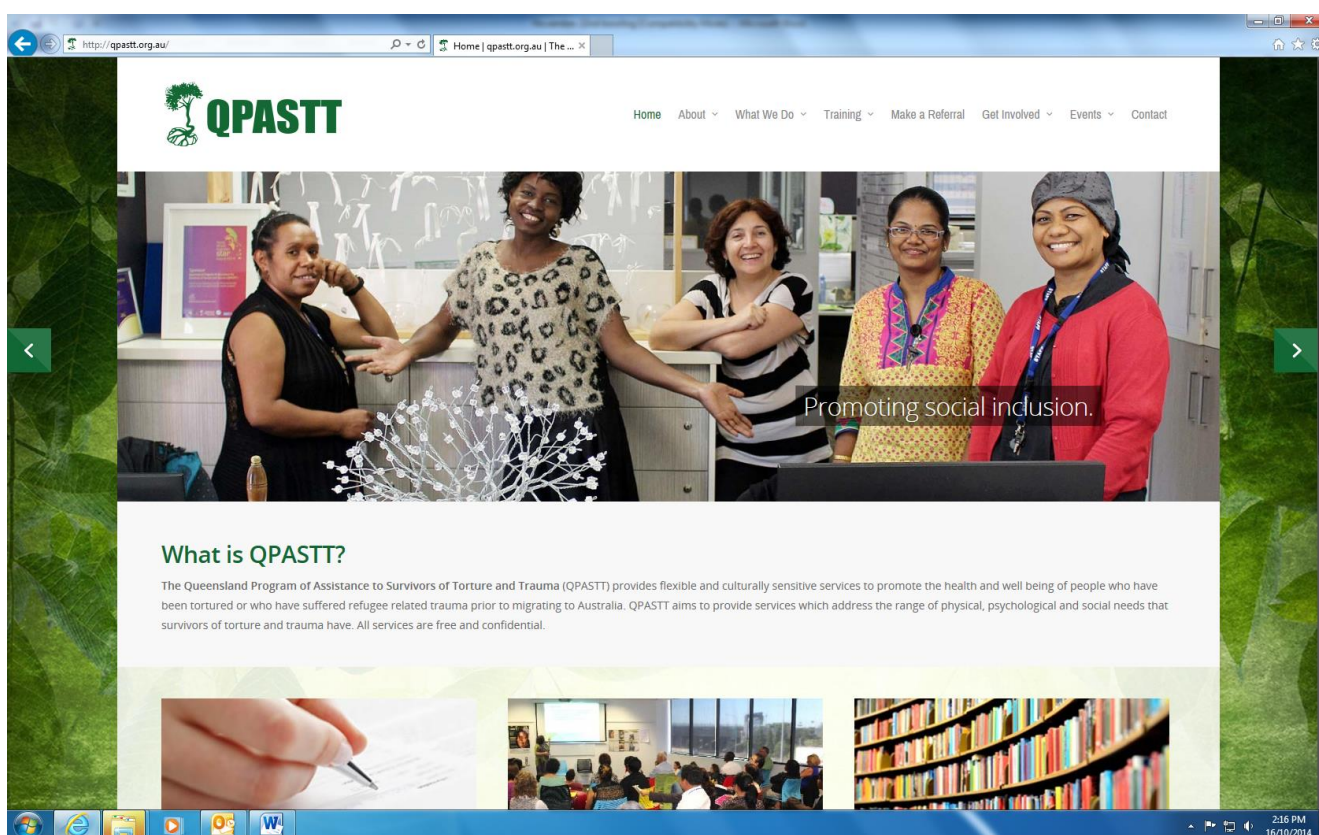 http://qpastt.org.au/
Home | qpastt.org.au | The ...
QPASTT
Home About What We Do Training Make a Referral Get Involved Events Contact
Promoting social inclusion.
What is QPASTT?
The Queensland Program of Assistance to Survivors of Torture and Trauma (QPASTT) provides flexible and culturally sensitive services to promote the health and well being of people who have
been tortured or who have suffered refugee related trauma prior to migrating to Australia. QPASTT aims to provide services which address the range of physical, psychological and social needs that
survivors of torture and trauma have. All services are free and confidential.
2:16 PM
16/10/2014